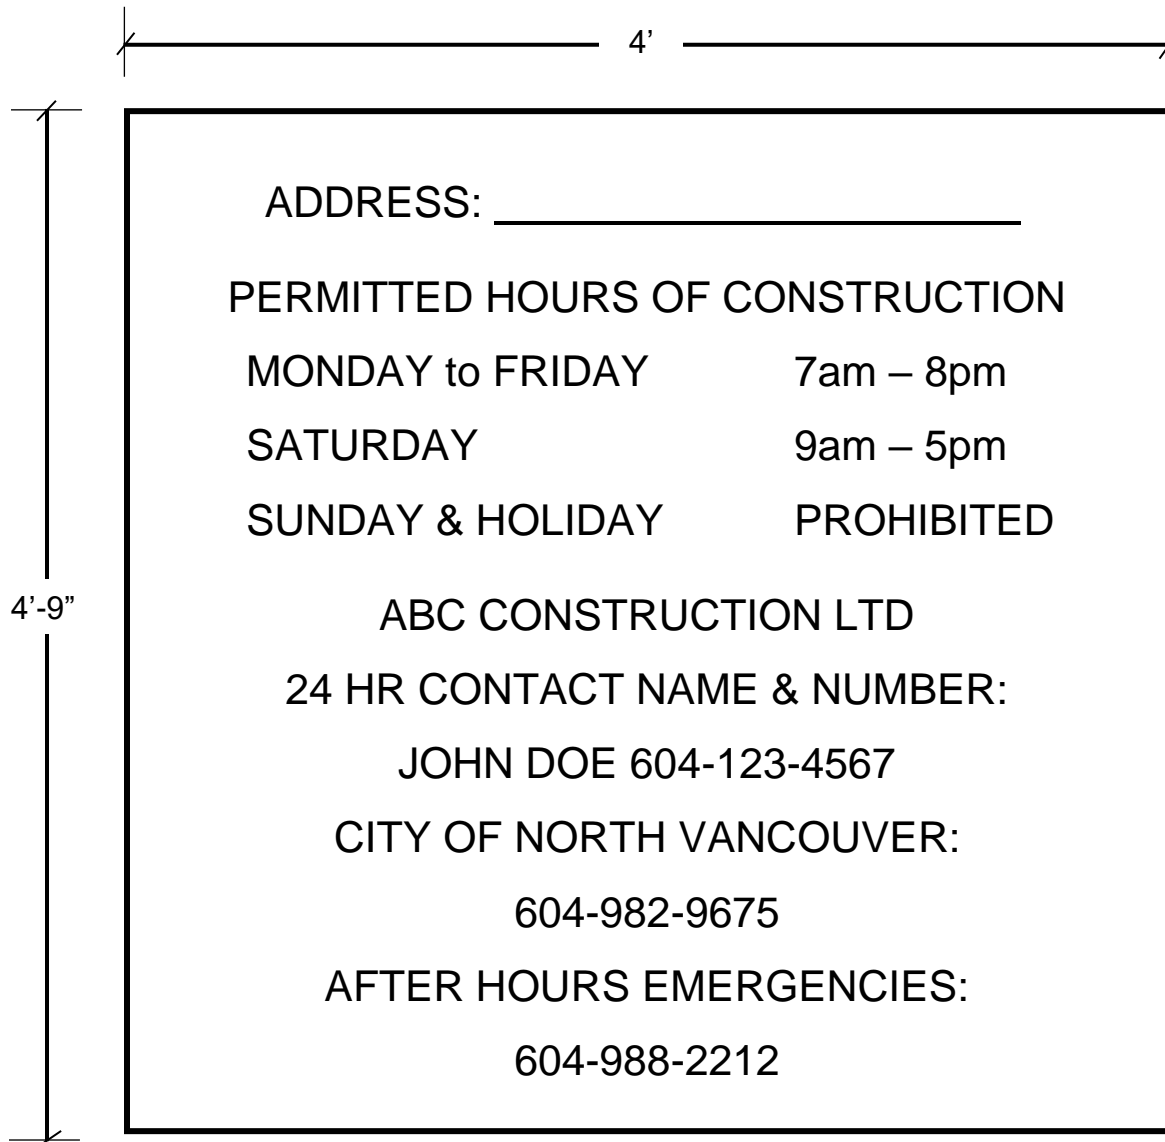 4’
ADDRESS: 
PERMITTED HOURS OF CONSTRUCTION
MONDAY to FRIDAY 7am – 8pm
SATURDAY 9am – 5pm
SUNDAY & HOLIDAY PROHIBITED
4’-9”
ABC CONSTRUCTION LTD
24 HR CONTACT NAME & NUMBER:
JOHN DOE 604-123-4567
CITY OF NORTH VANCOUVER:
604-982-9675
AFTER HOURS EMERGENCIES:
604-988-2212